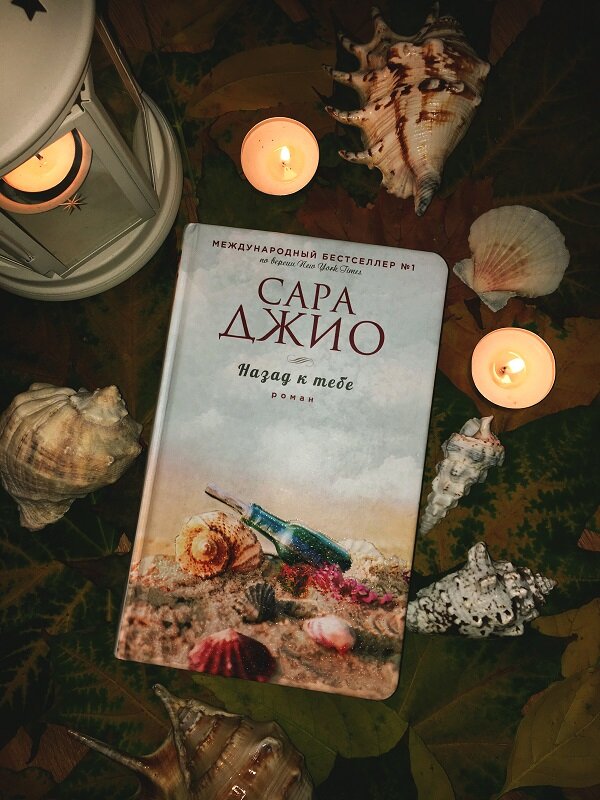 МЕЖДУНАРОДНЫЙ БЕСТСЕЛЛЕР №1
по версии New York Times
САРА
ДЖИО
Назад к тебе
роман